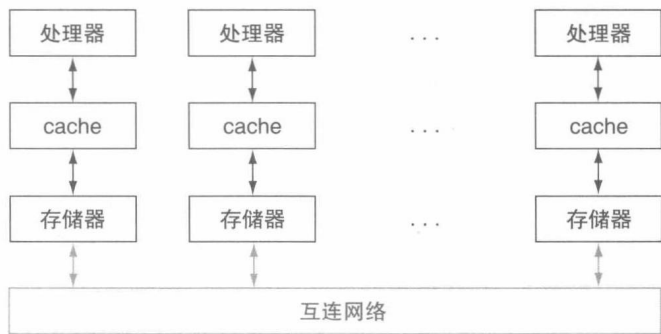 处理器 处理器 ... 处理器
cache cache ... cache
存储器 存储器 ... 存储器
互连网络